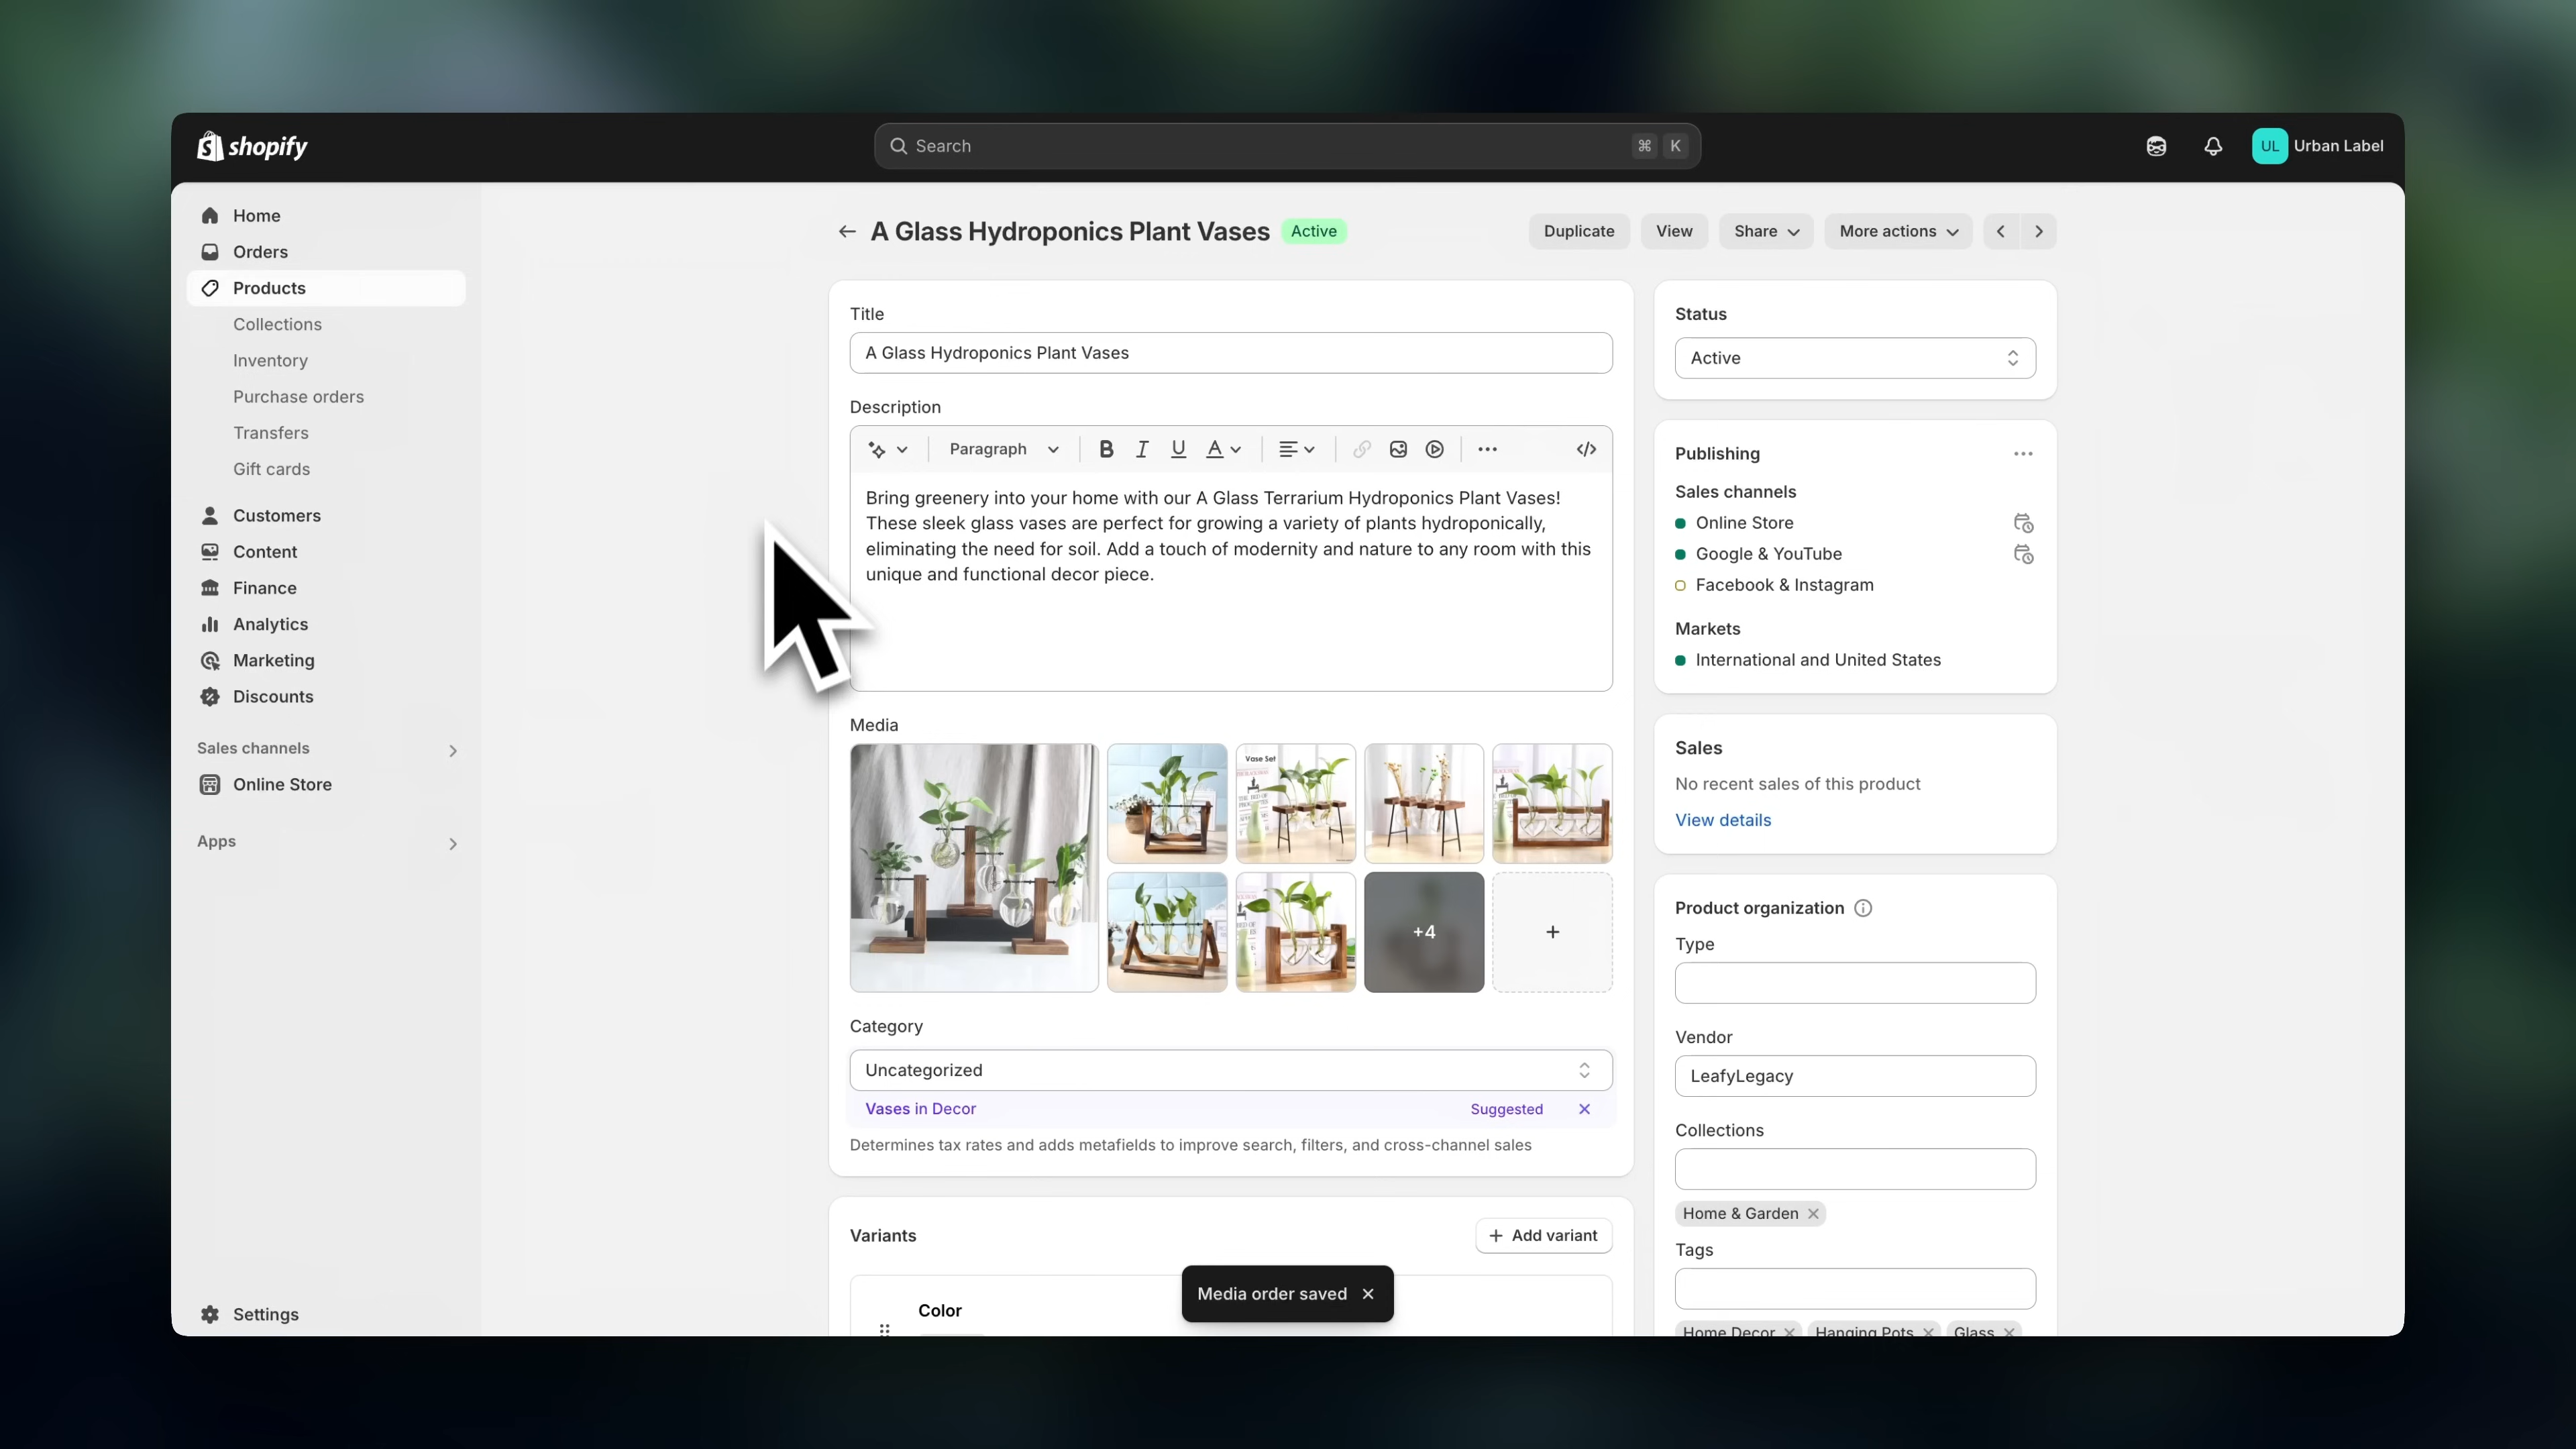 shopify
Search
⌘ K
UL Urban Label
Home
Orders
Products
Collections
Inventory
Purchase orders
Transfers
Gift cards
Customers
Content
Finance
Analytics
Marketing
Discounts
Sales channels
Online Store
Apps
Settings
A Glass Hydroponics Plant Vases Active
Duplicate View Share More actions
Title
A Glass Hydroponics Plant Vases
Description
Paragraph B I U A
Bring greenery into your home with our A Glass Terrarium Hydroponics Plant Vases!
These sleek glass vases are perfect for growing a variety of plants hydroponically,
eliminating the need for soil. Add a touch of modernity and nature to any room with this
unique and functional decor piece.
Media
Vase Set
+4
Category
Uncategorized
Vases in Decor Suggested
Determines tax rates and adds metafields to improve search, filters, and cross-channel sales
Variants
Add variant
Color
Media order saved
Status
Active
Publishing
Sales channels
Online Store
Google & YouTube
Facebook & Instagram
Markets
International and United States
Sales
No recent sales of this product
View details
Product organization
Type
Vendor
LeafyLegacy
Collections
Home & Garden
Tags
Home Decor Hanging Pots Glass